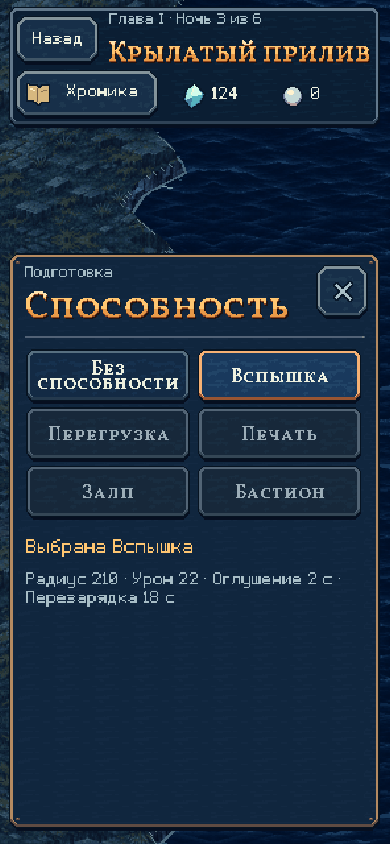 Назад
Глава I · Ночь 3 из 6
Крылатый прилив
Хроника
124
0
Подготовка
Способность
Без
способности
Вспышка
Перегрузка
Печать
Залп
Бастион
Выбрана Вспышка
Радиус 210 · Урон 22 · Оглушение 2 с ·
Перезарядка 18 с